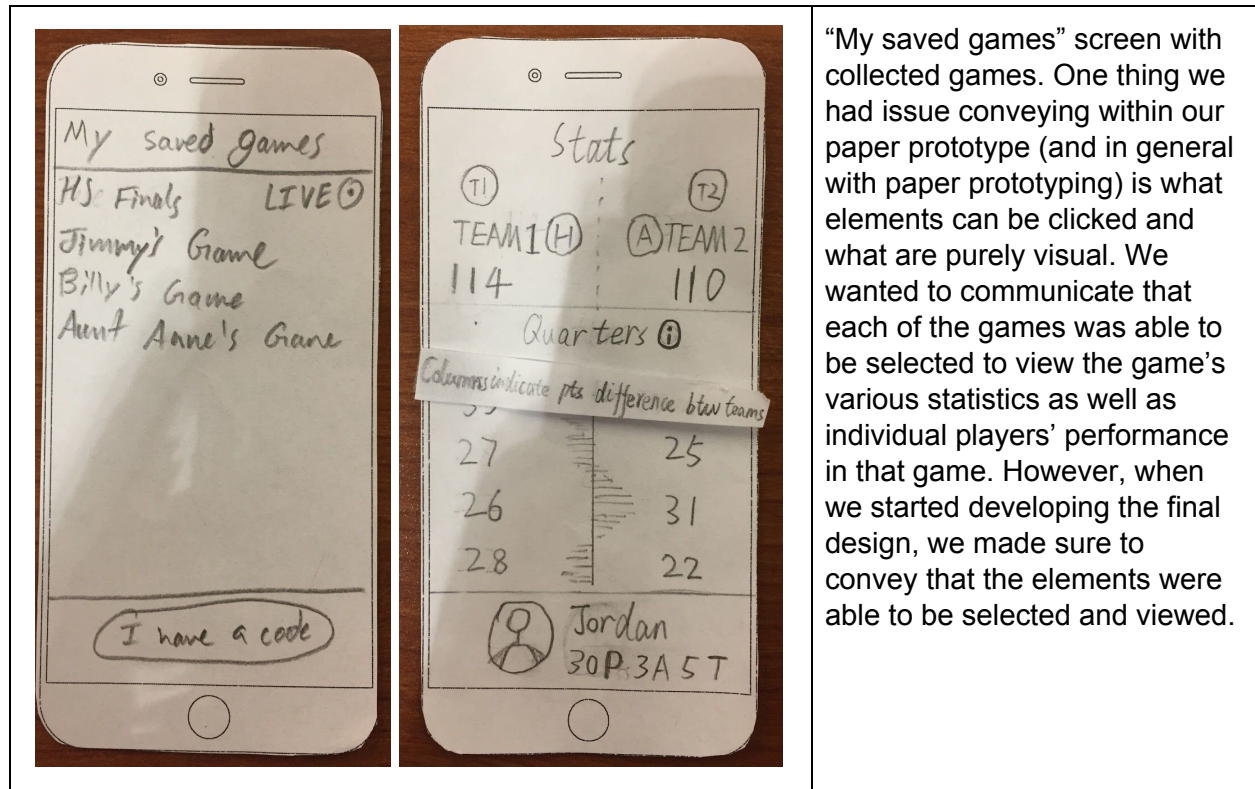 My saved games
HS Finals LIVE
Jimmy's Game
Billy's Game
Aunt Anne's Game
I have a code
Stats
T1 T2
TEAM 1 H A TEAM 2
114 110
Quarters i
Columns indicate pts difference btw teams
27 25
26 31
28 22
Jordan
30P 3A 5T
“My saved games” screen with
collected games. One thing we
had issue conveying within our
paper prototype (and in general
with paper prototyping) is what
elements can be clicked and
what are purely visual. We
wanted to communicate that
each of the games was able to
be selected to view the game’s
various statistics as well as
individual players’ performance
in that game. However, when
we started developing the final
design, we made sure to
convey that the elements were
able to be selected and viewed.